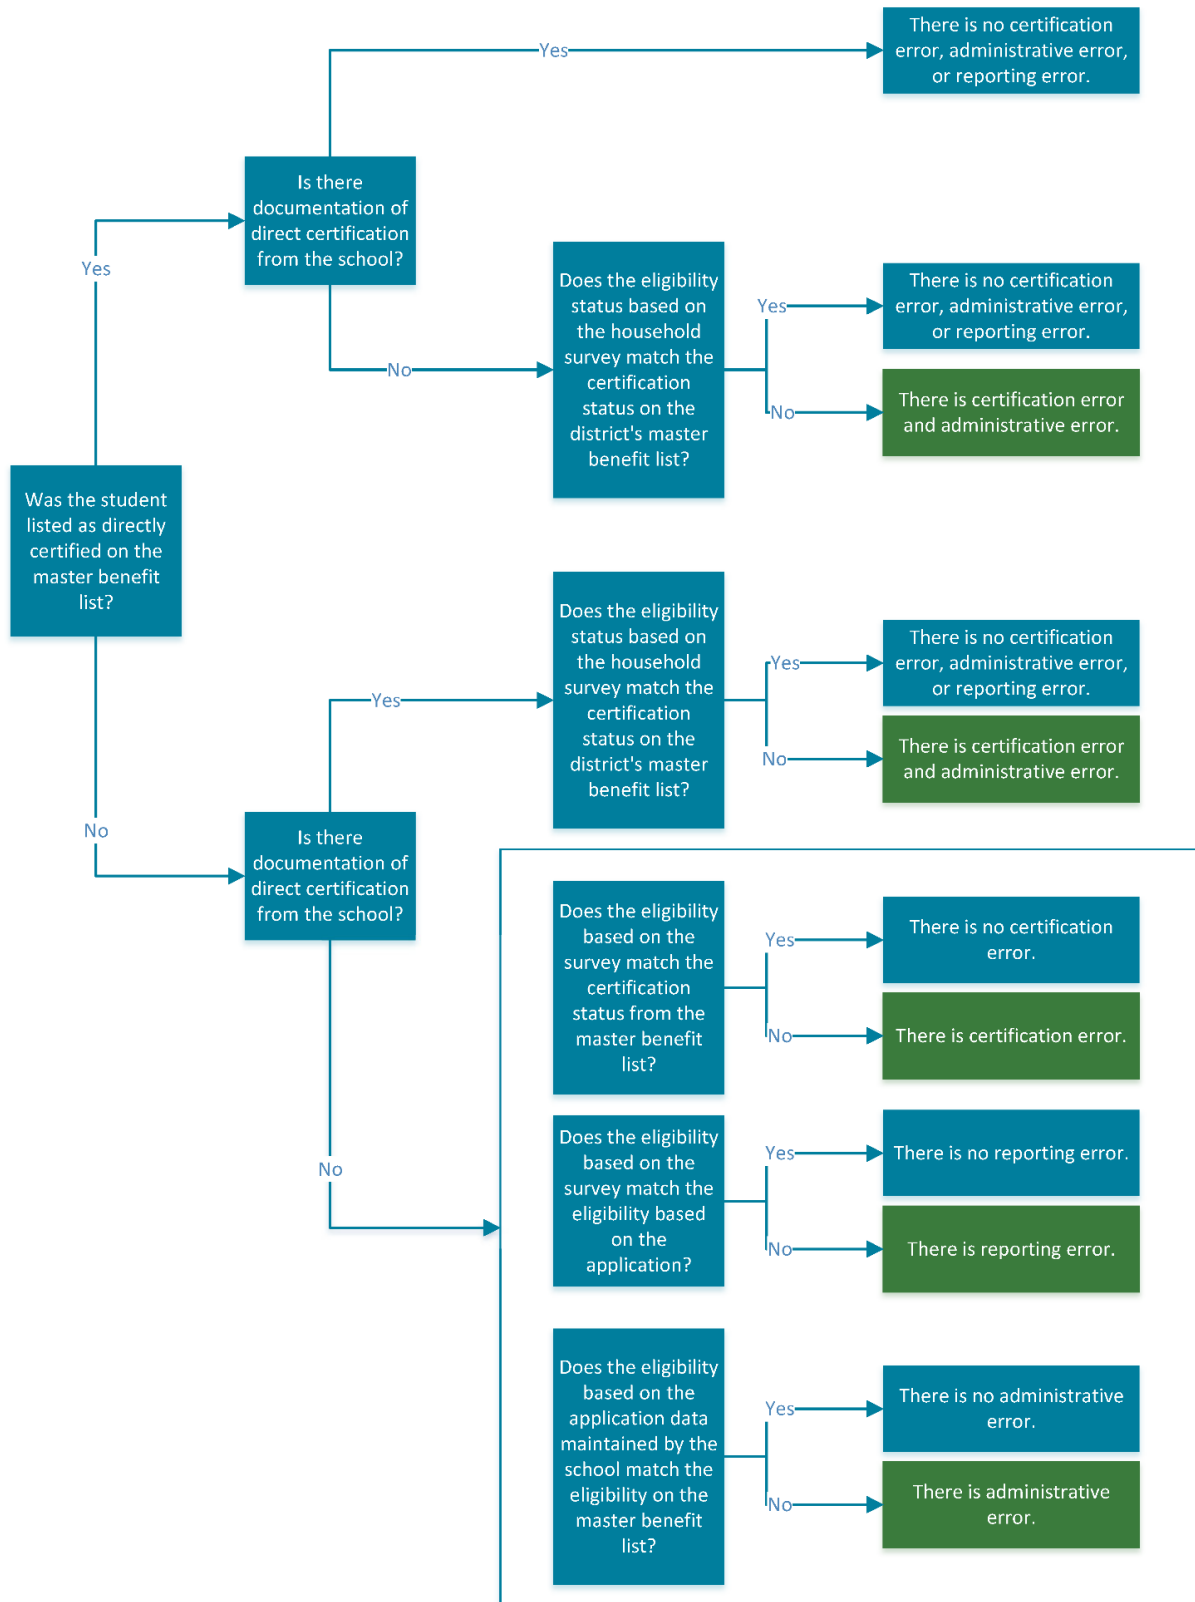 Was the student
listed as directly
certified on the
master benefit
list?
Yes
Is there
documentation of
direct certification
from the school?
Yes
There is no certification
error, administrative error,
or reporting error.
No
Does the eligibility
status based on
the household
survey match the
certification
status on the
district's master
benefit list?
Yes
There is no certification
error, administrative error,
or reporting error.
No
There is certification error
and administrative error.
No
Is there
documentation of
direct certification
from the school?
Yes
Does the eligibility
status based on
the household
survey match the
certification
status on the
district's master
benefit list?
Yes
There is no certification
error, administrative error,
or reporting error.
No
There is certification error
and administrative error.
No
Does the eligibility
based on the
survey match the
certification
status from the
master benefit
list?
Yes
There is no certification
error.
No
There is certification error.
Does the eligibility
based on the
survey match the
eligibility based
on the
application?
Yes
There is no reporting error.
No
There is reporting error.
Does the eligibility
based on the
application data
maintained by the
school match the
eligibility on the
master benefit
list?
Yes
There is no administrative
error.
No
There is administrative
error.